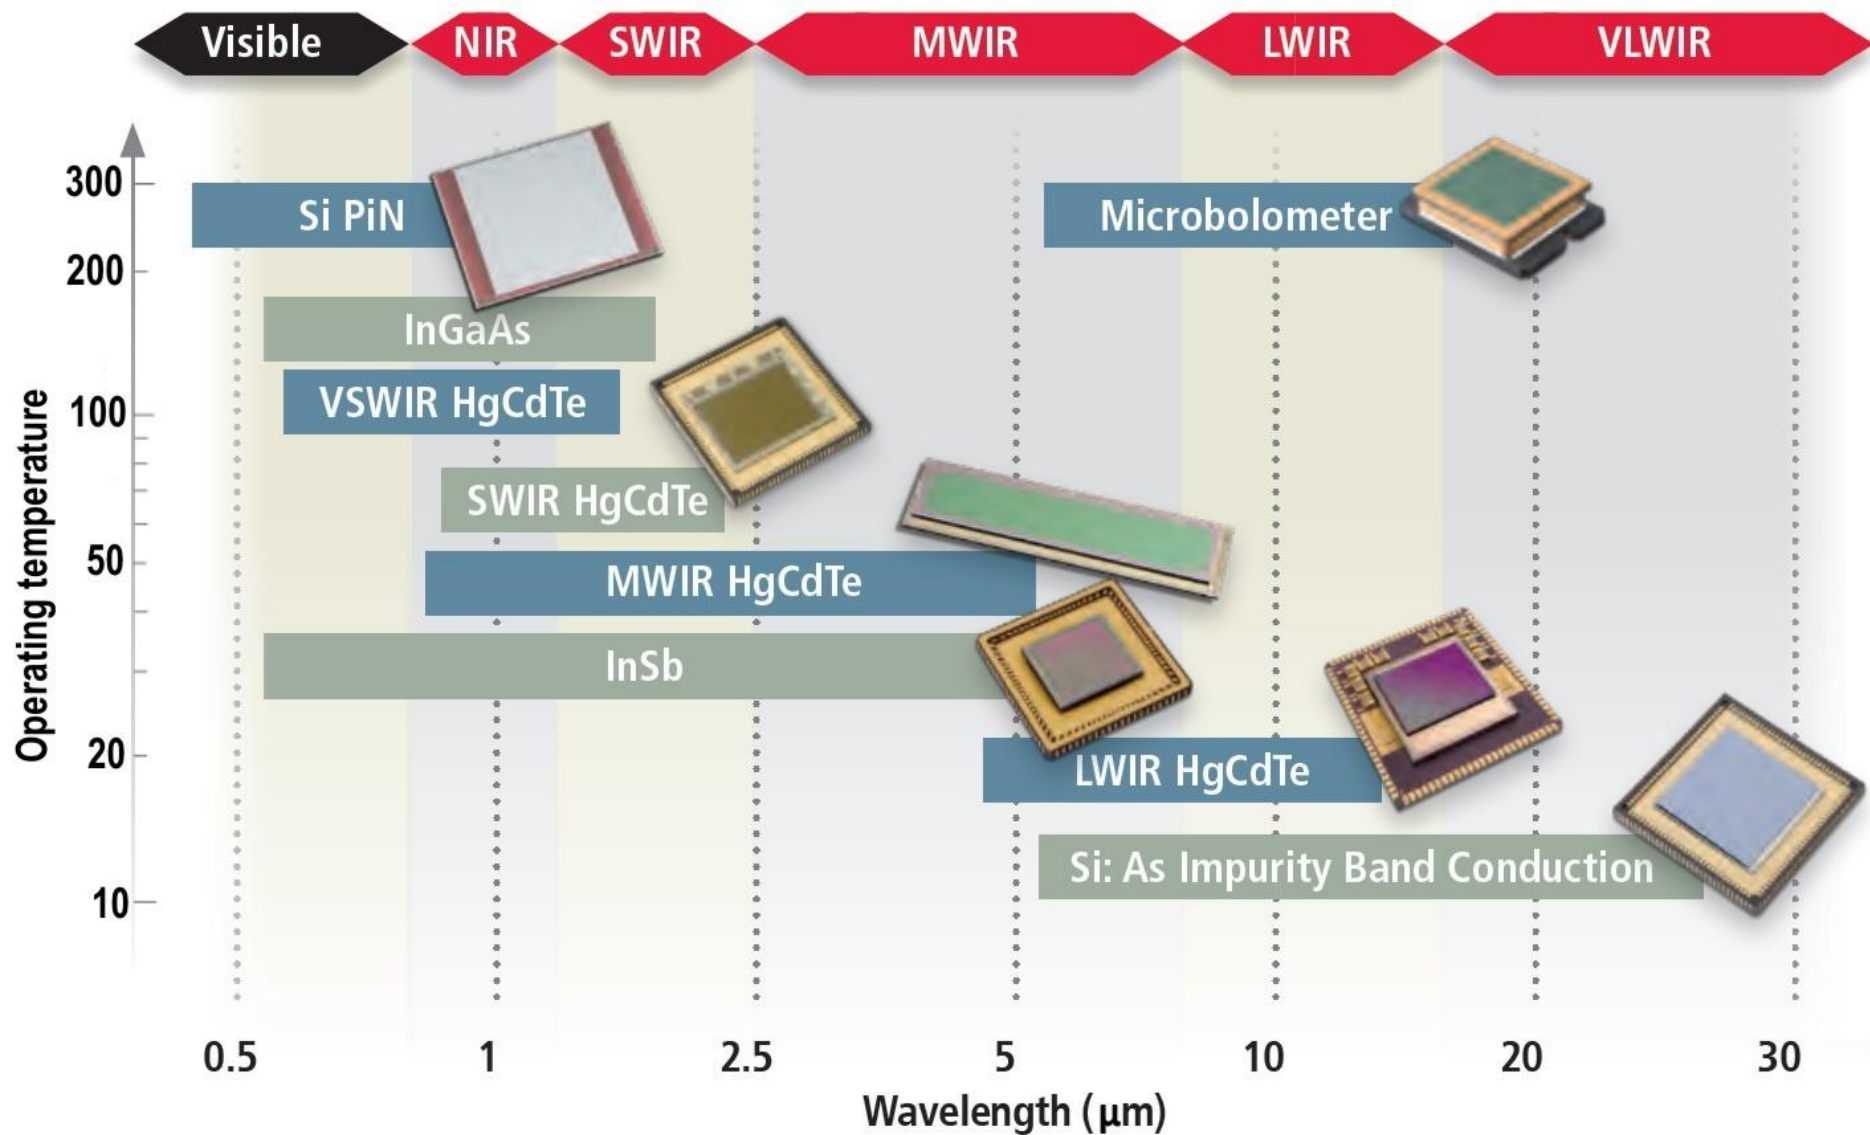 Visible NIR SWIR MWIR LWIR VLWIR
300
Si PiN Microbolometer
200
InGaAs
VSWIR HgCdTe
100
SWIR HgCdTe
50
MWIR HgCdTe
InSb
Operating temperature
20
LWIR HgCdTe
Si: As Impurity Band Conduction
10
0.5 1 2.5 5 10 20 30
Wavelength (μm)